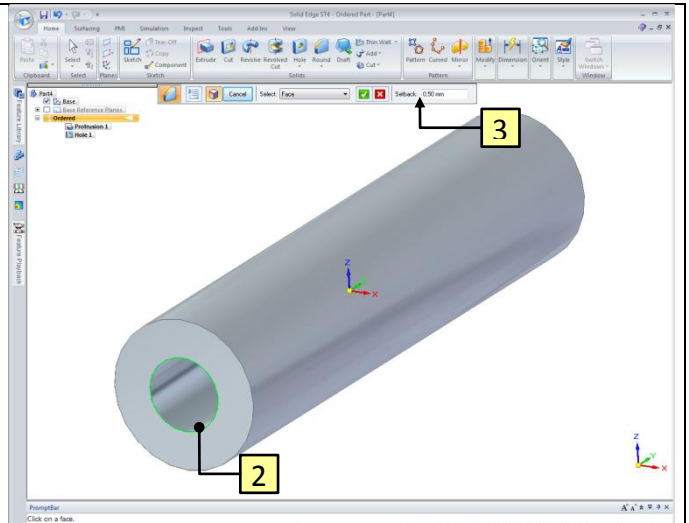 Solid Edge ST4 - Ordered Part - [Part4]
Home Surfacing PMI Simulation Inspect Tools Add Ins View
Paste Select Sketch Tear-Off Copy Component Extrude Cut Revolve Revolved Cut Hole Round Draft Thin Wall Add Cut Pattern Curved Mirror Modify Dimension Orient Style Switch Windows
Clipboard Select Planes Sketch Solids Pattern Window
Cancel Select: Face Setback: 0.50 mm
Part4
Base
Base Reference Planes
Ordered
Protrusion 1
Hole 1
Feature Library
Feature Playback
3
Z
Y
X
2
Z
Y
X
PromptBar
Click on a face.